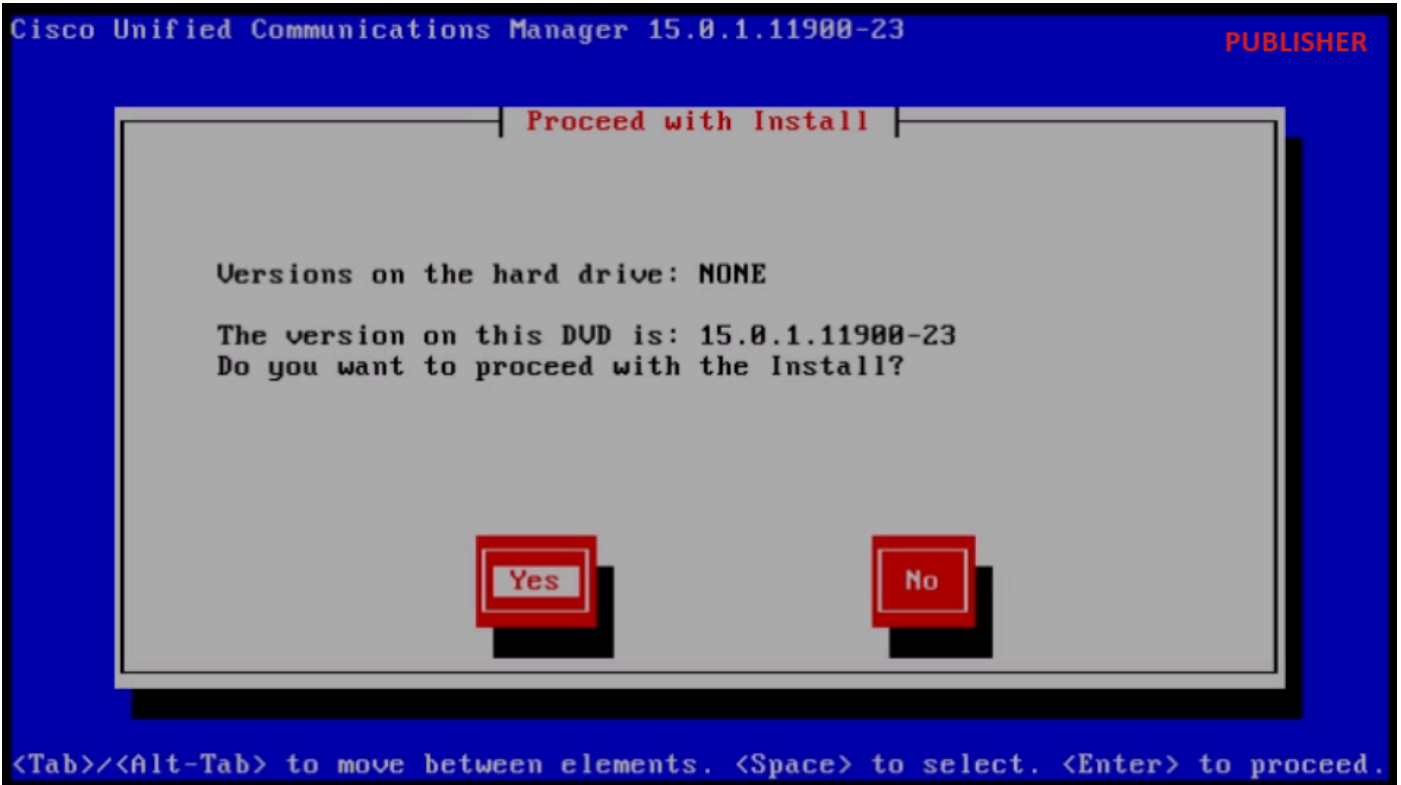 Cisco Unified Communications Manager 15.0.1.11900-23
PUBLISHER
Proceed with Install
Versions on the hard drive: NONE
The version on this DVD is: 15.0.1.11900-23
Do you want to proceed with the Install?
Yes
No
<Tab>/<Alt-Tab> to move between elements. <Space> to select. <Enter> to proceed.